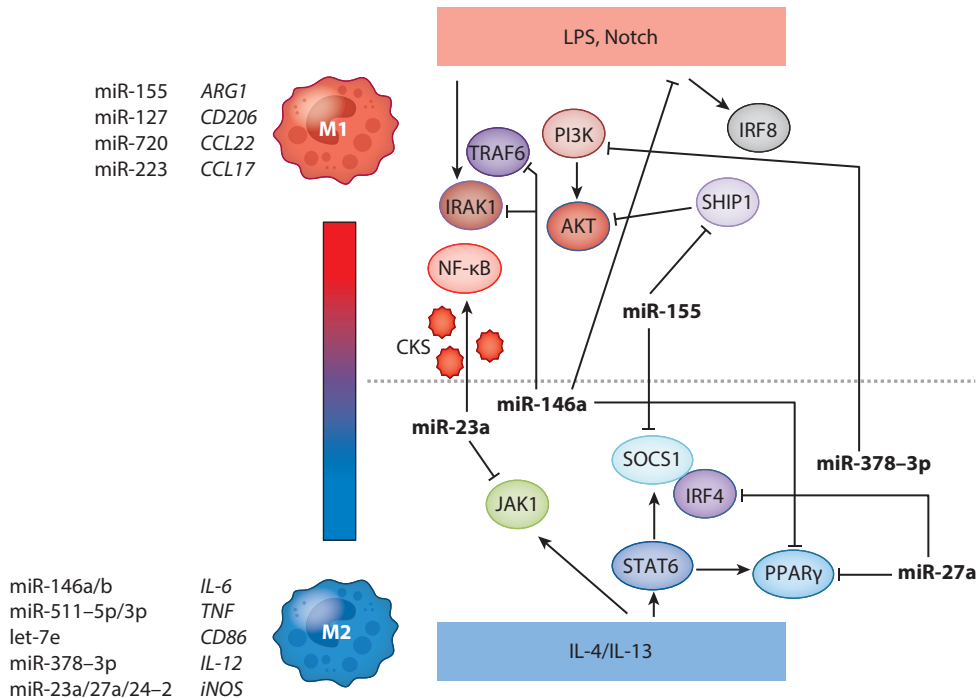 LPS, Notch
miR-155 ARG1
miR-127 CD206
miR-720 CCL22
miR-223 CCL17
M1
TRAF6
PI3K
IRF8
IRAK1
AKT
SHIP1
NF-κB
miR-155
CKS
miR-146a
miR-23a
SOCS1
miR-378–3p
JAK1
IRF4
STAT6
PPARγ
miR-27a
miR-146a/b IL-6
miR-511–5p/3p TNF
let-7e CD86
miR-378–3p IL-12
miR-23a/27a/24–2 iNOS
M2
IL-4/IL-13